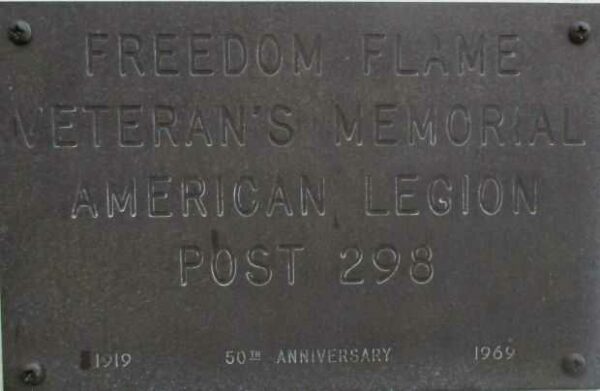 FREEDOM FLAME
VETERAN'S MEMORIAL
AMERICAN LEGION
POST 298
1919 50TH ANNIVERSARY 1969